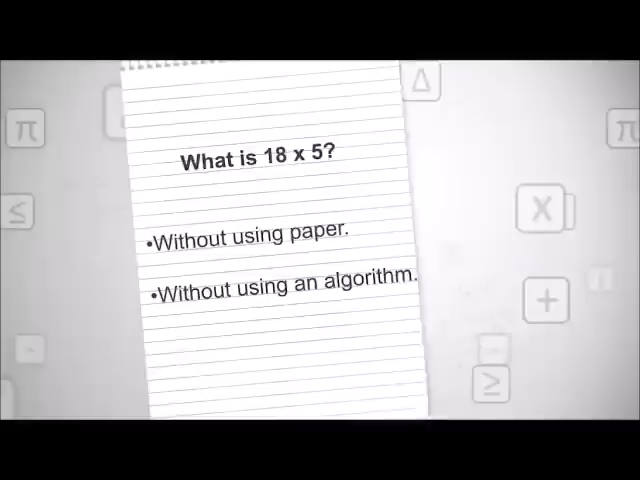 What is 18 x 5?
•Without using paper.
•Without using an algorithm.
π
≤
Δ
π
X
+
≥